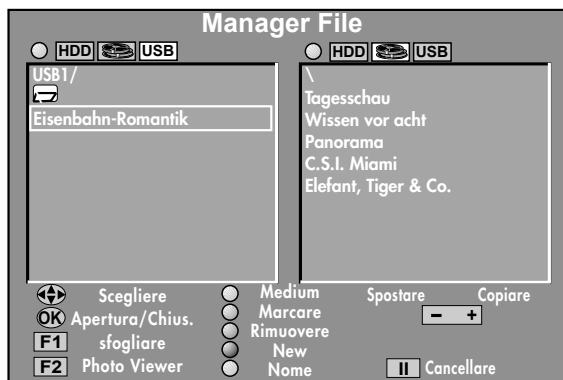 Manager File
HDD USB
USB1/
Eisenbahn-Romantik
HDD USB
\
Tagesschau
Wissen vor acht
Panorama
C.S.I. Miami
Elefant, Tiger & Co.
Scegliere
OK Apertura/Chius.
F1 sfogliare
F2 Photo Viewer
Medium
Marcare
Rimuovere
New
Nome
Spostare Copiare
- +
Cancellare